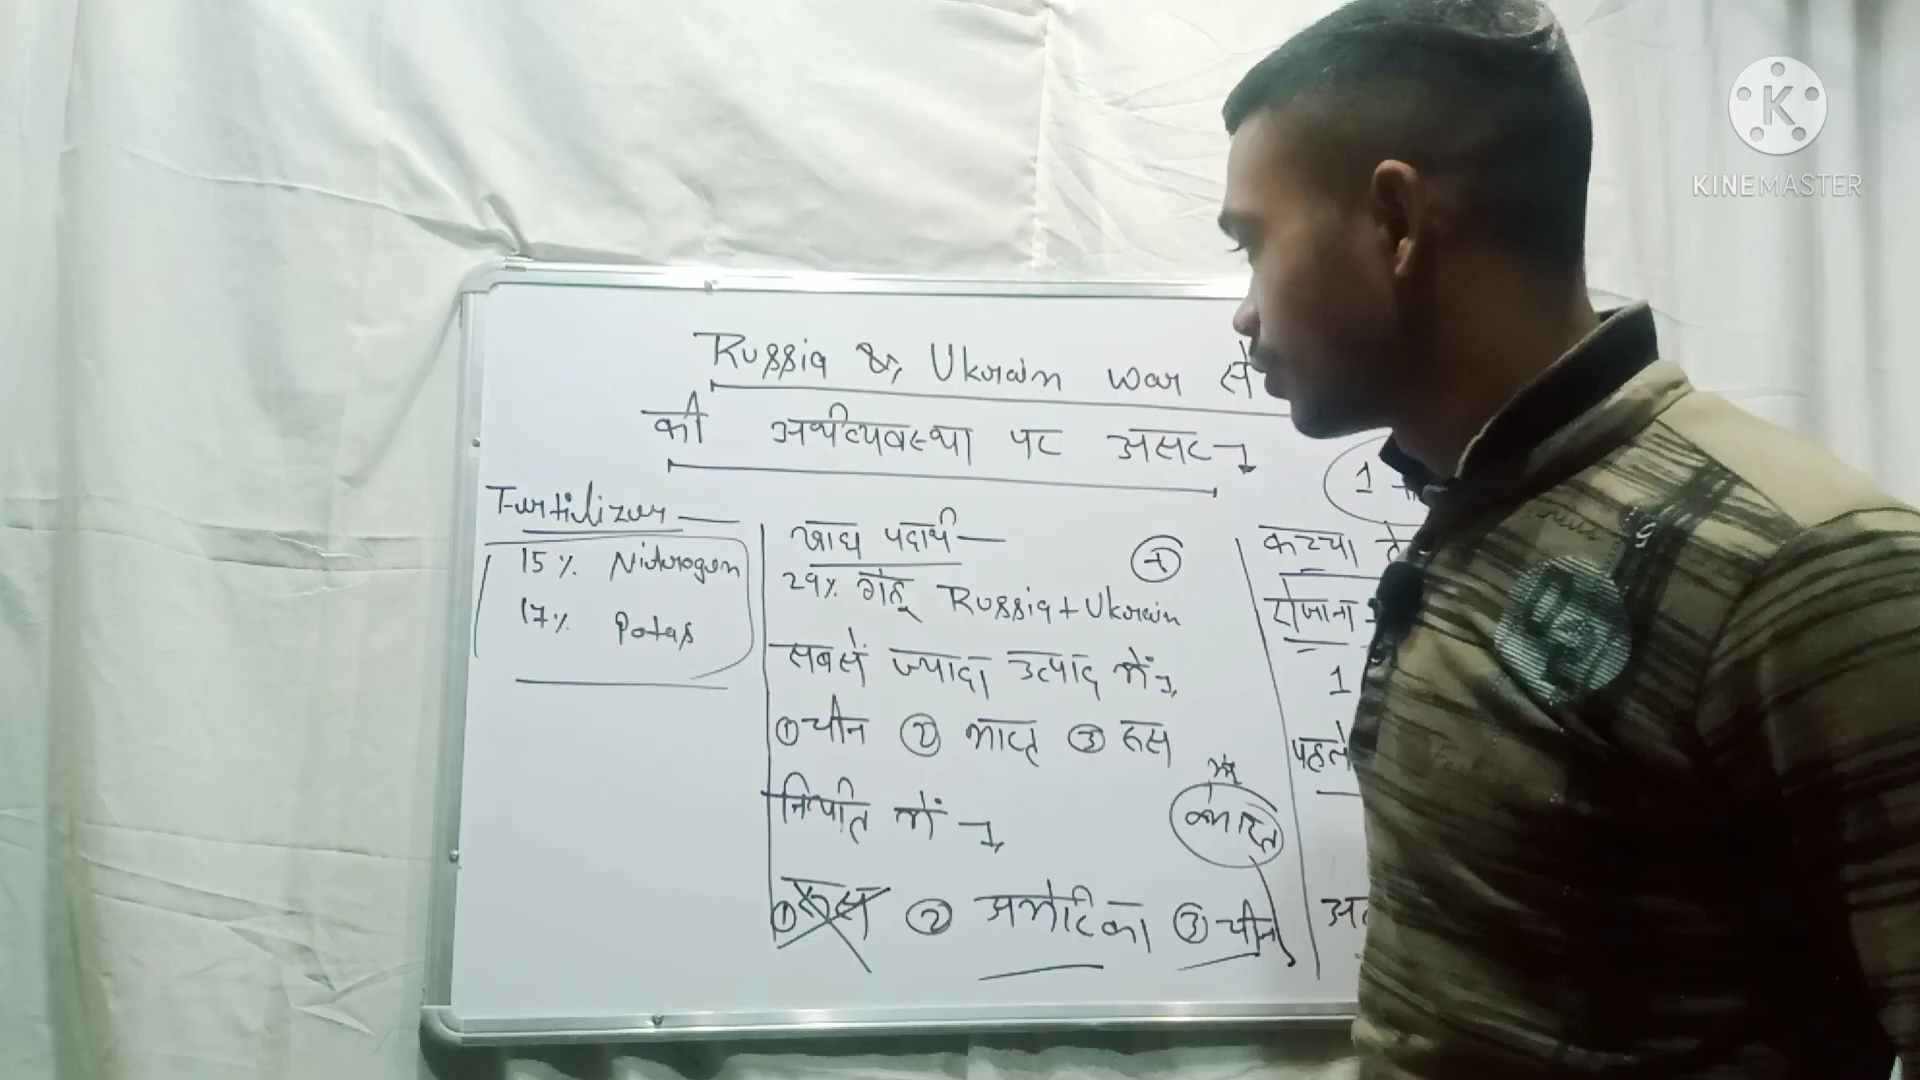 KINEMASTER
Russia & Ukrain war से
की अर्थव्यवस्था पर असर
Furtilizer
15% Nitrogen
17% Potas
खाद्य पदार्थ
29% गेहू Russia + Ukrain
सबसे ज्यादा उत्पाद में
① चीन ② भारत ③ रूस
निर्यात में
भारत
① रूस ② अमेरिका ③ चीन
1
कच्चा
रोजाना
1
पहले